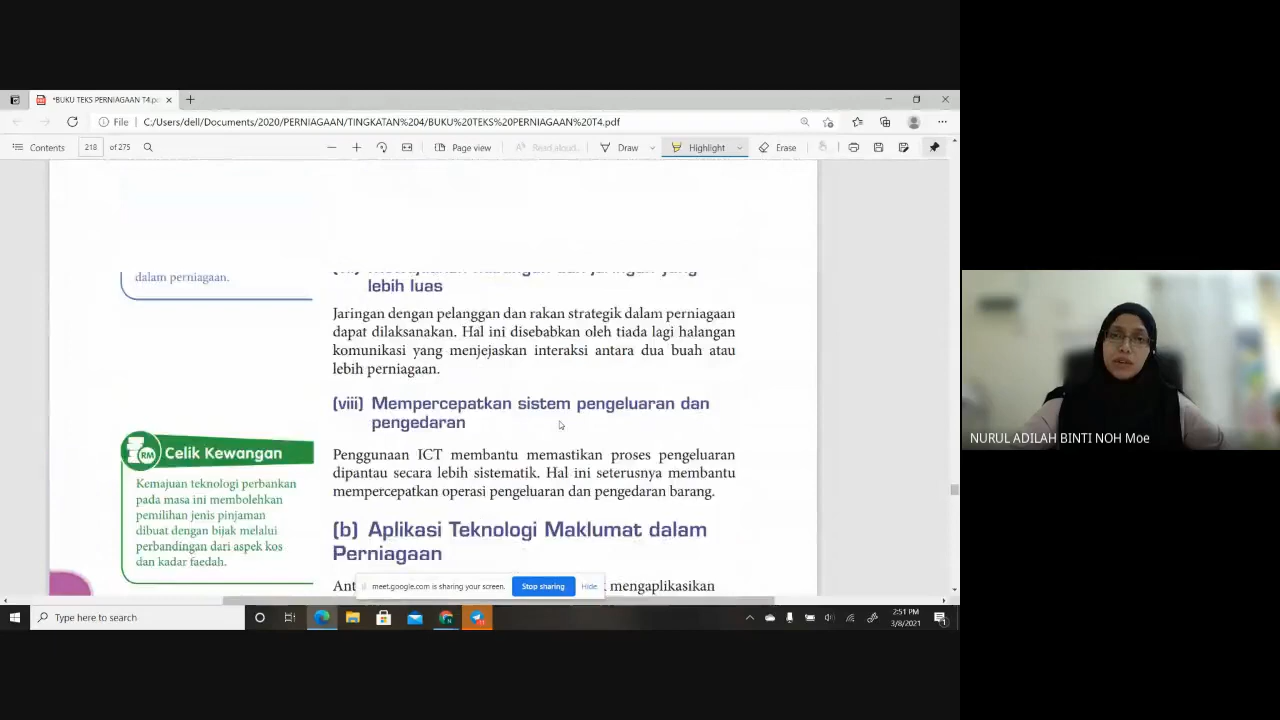 *BUKU TEKS PERNIAGAAN T4.pd
File
C:/Users/dell/Documents/2020/PERNIAGAAN/TINGKATAN%204/BUKU%20TEKS%20PERNIAGAAN%20T4.pdf
Contents
218 of 275
Page view
Read aloud
Draw
Highlight
Erase
dalam perniagaan.
lebih luas
Jaringan dengan pelanggan dan rakan strategik dalam perniagaan
dapat dilaksanakan. Hal ini disebabkan oleh tiada lagi halangan
komunikasi yang menjejaskan interaksi antara dua buah atau
lebih perniagaan.
(viii) Mempercepatkan sistem pengeluaran dan
pengedaran
Celik Kewangan
Kemajuan teknologi perbankan
pada masa ini membolehkan
pemilihan jenis pinjaman
dibuat dengan bijak melalui
perbandingan dari aspek kos
dan kadar faedah.
Penggunaan ICT membantu memastikan proses pengeluaran
dipantau secara lebih sistematik. Hal ini seterusnya membantu
mempercepatkan operasi pengeluaran dan pengedaran barang.
(b) Aplikasi Teknologi Maklumat dalam
Perniagaan
mengaplikasikan
meet.google.com is sharing your screen.
Stop sharing
Hide
Type here to search
2:51 PM
3/8/2021
NURUL ADILAH BINTI NOH Moe